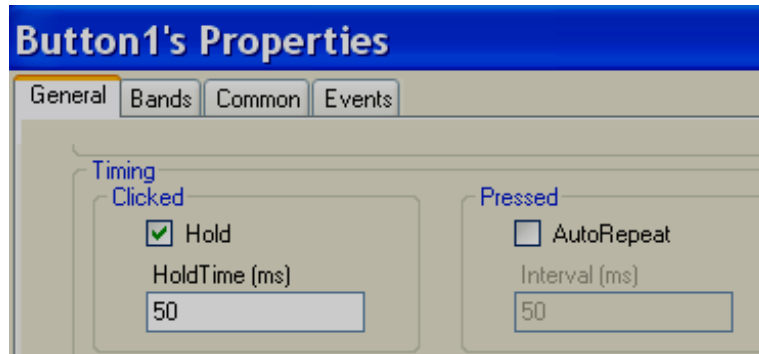 Button1's Properties
General Bands Common Events
Timing
Clicked Pressed
Hold AutoRepeat
HoldTime (ms) Interval (ms)
50 50